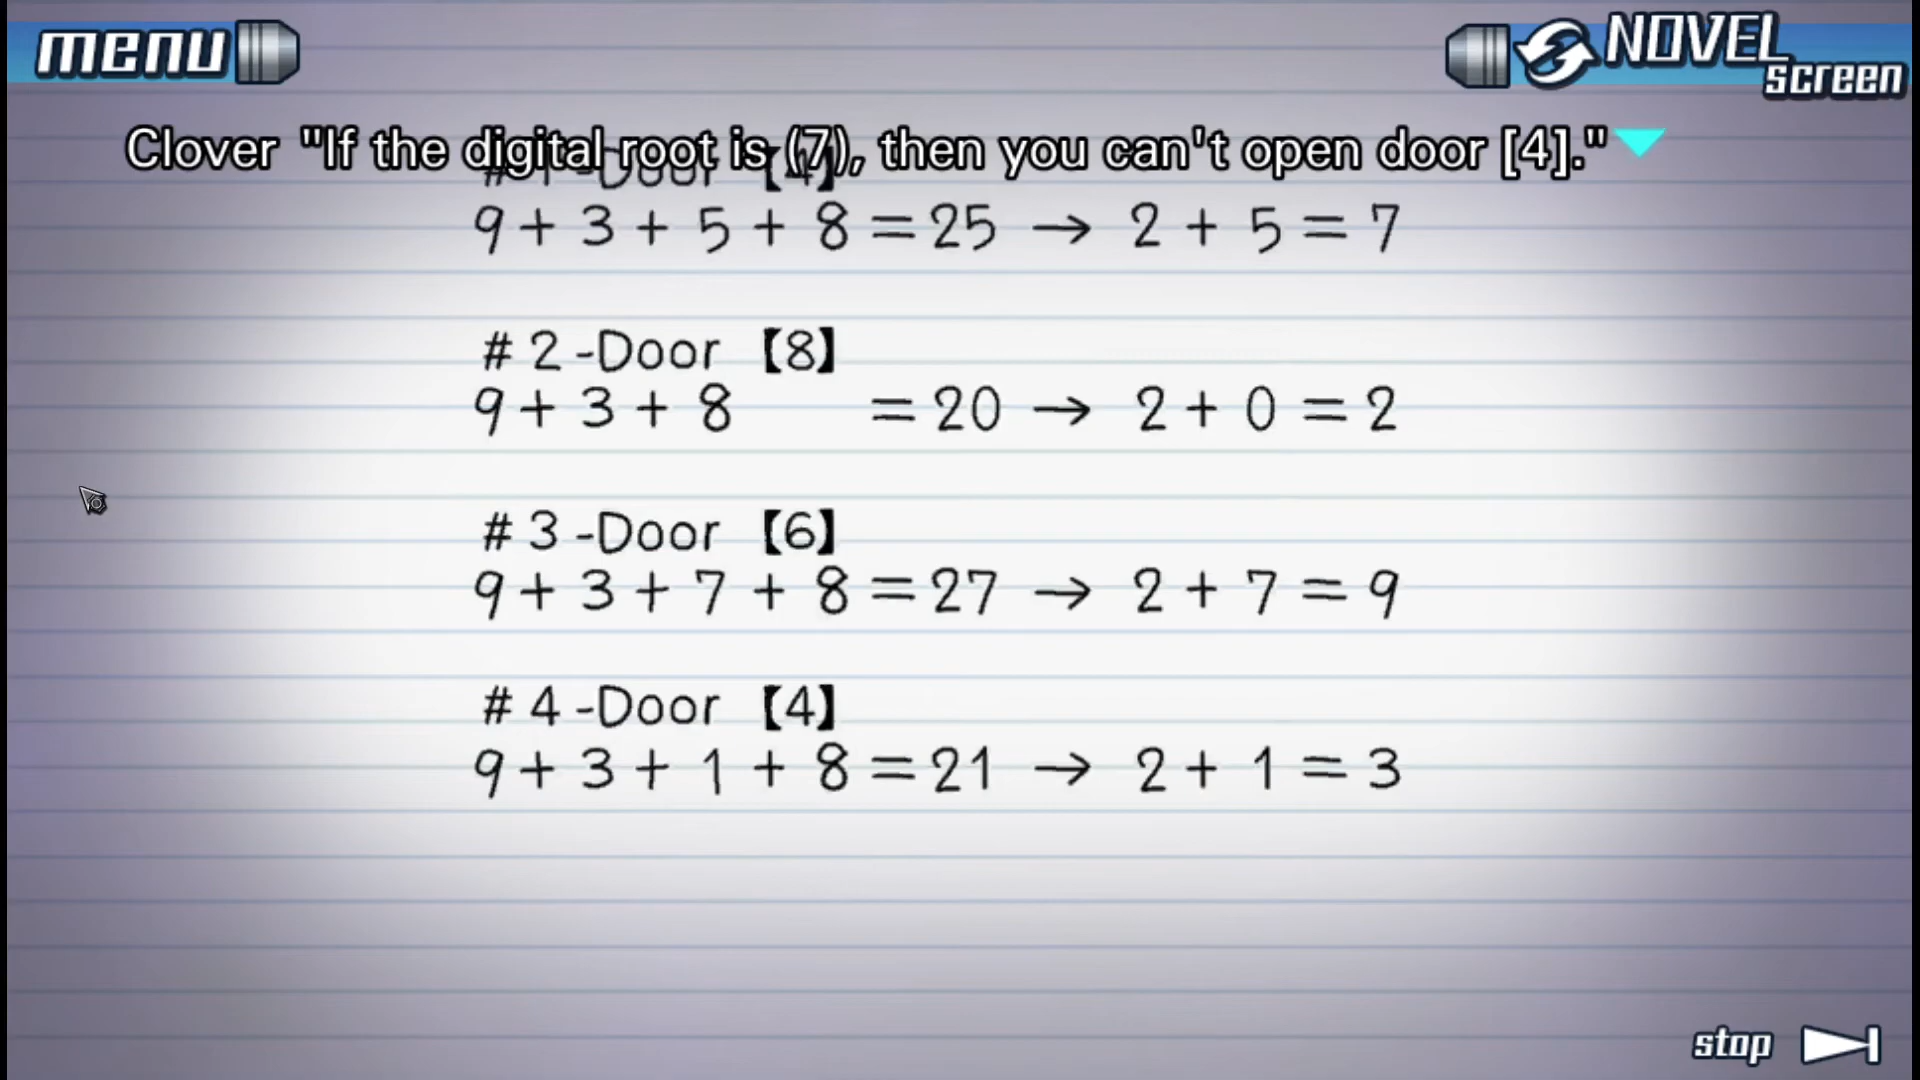 menu
NOVEL
screen
Clover "If the digital root is (7), then you can't open door [4]."
# 1 -Door 【4】
9 + 3 + 5 + 8 = 25 → 2 + 5 = 7
# 2 -Door 【8】
9 + 3 + 8 = 20 → 2 + 0 = 2
# 3 -Door 【6】
9 + 3 + 7 + 8 = 27 → 2 + 7 = 9
# 4 -Door 【4】
9 + 3 + 1 + 8 = 21 → 2 + 1 = 3
stop